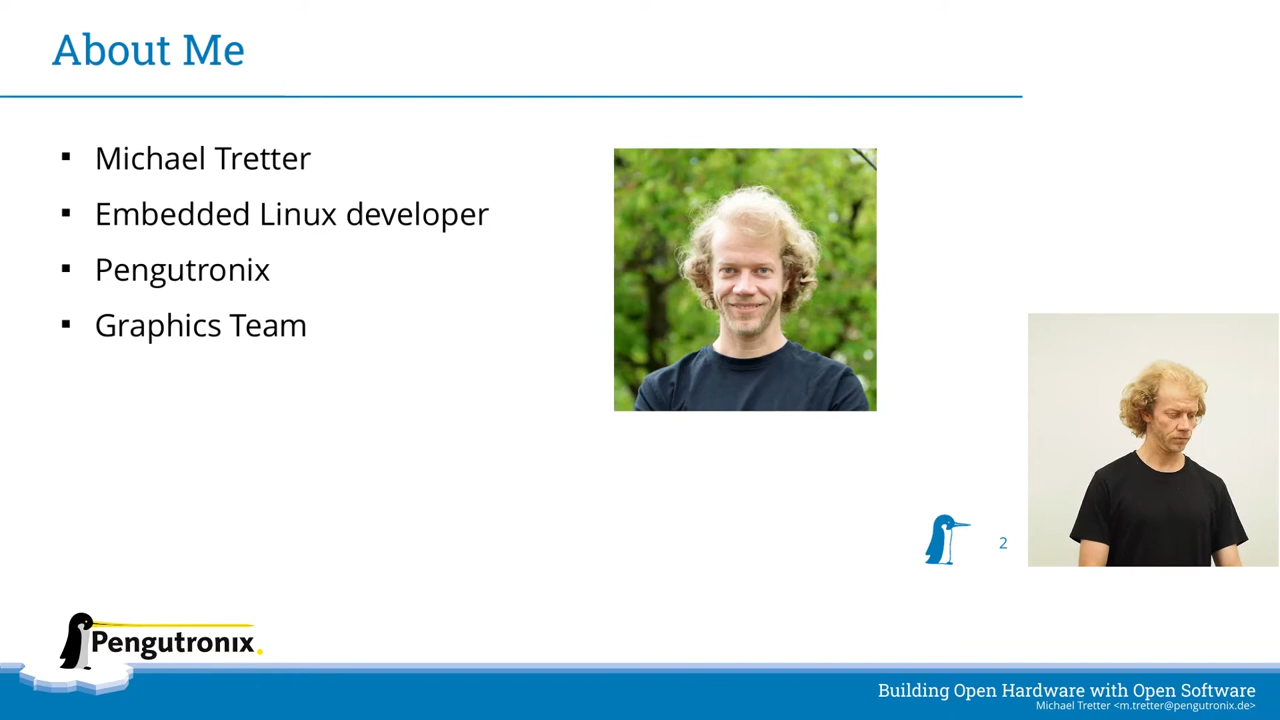 About Me
▪ Michael Tretter
▪ Embedded Linux developer
▪ Pengutronix
▪ Graphics Team
2
Pengutronix.
Building Open Hardware with Open Software
Michael Tretter <m.tretter@pengutronix.de>